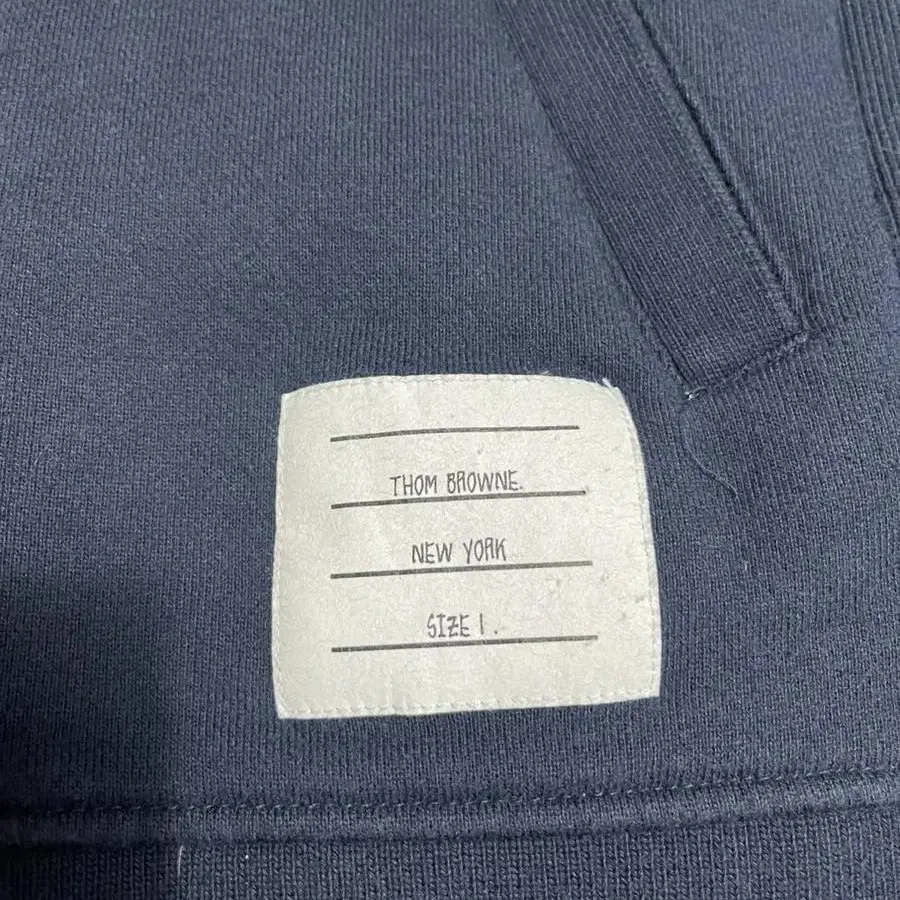 THOM BROWNE.
NEW YORK
SIZE 1.